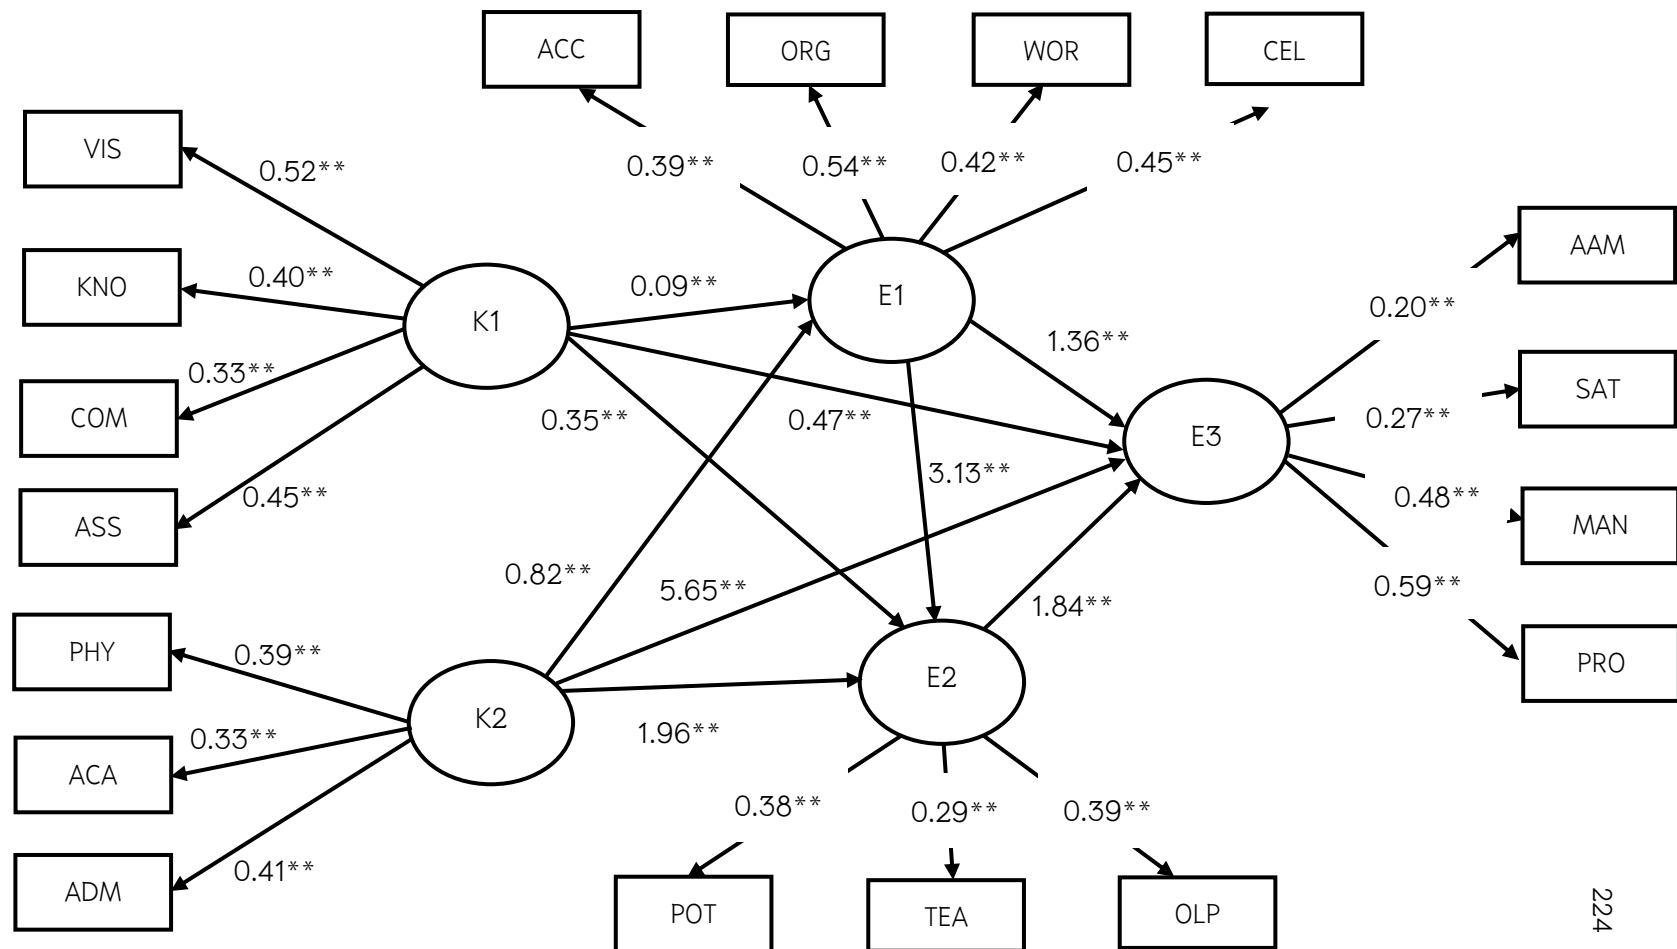 ACC
ORG
WOR
CEL
VIS
0.52**
0.39**
0.54**
0.42**
0.45**
KNO
0.40**
K1
0.09**
E1
AAM
0.20**
COM
0.33**
0.35**
0.47**
1.36**
E3
SAT
0.27**
ASS
0.45**
3.13**
0.48**
MAN
0.82**
5.65**
1.84**
0.59**
PHY
0.39**
K2
1.96**
E2
PRO
ACA
0.33**
0.38**
0.29**
0.39**
ADM
0.41**
POT
TEA
OLP
224